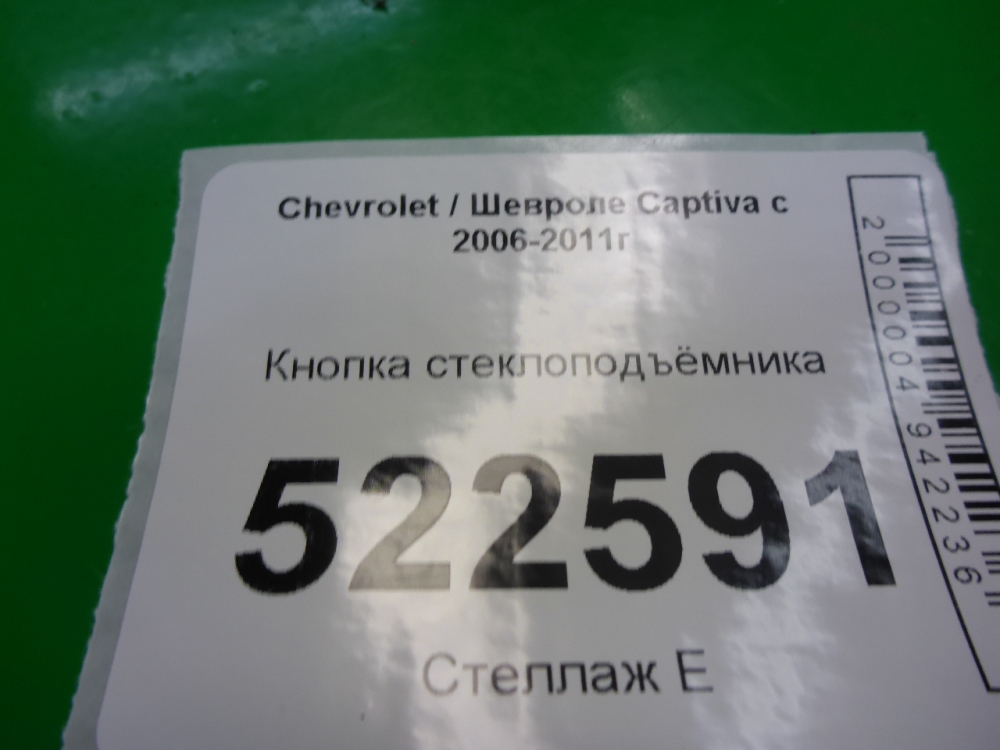 Chevrolet / Шевроле Captiva с
2006-2011г
Кнопка стеклоподъёмника
522591
Стеллаж E
2000004942236